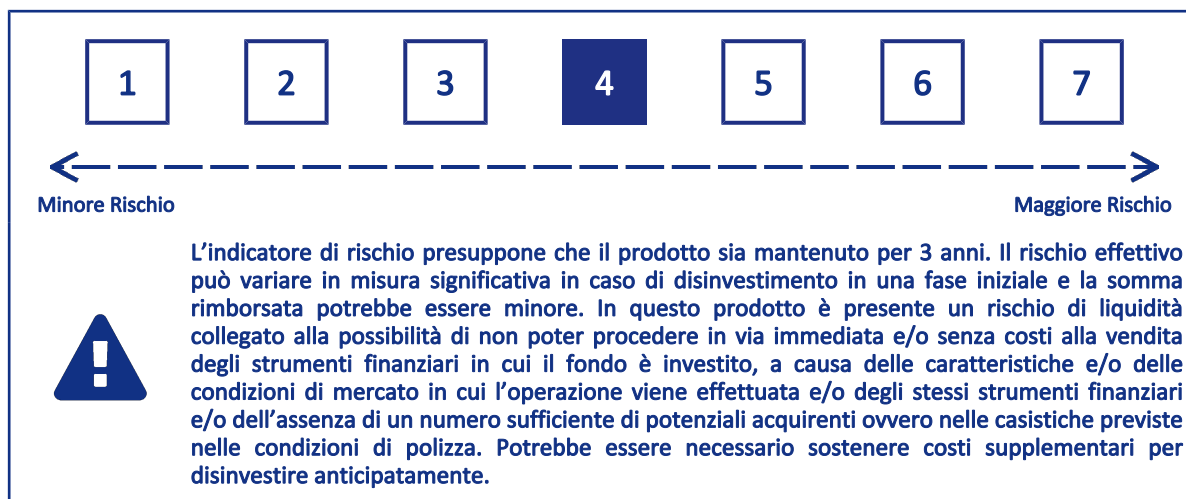 1 2 3 4 5 6 7
Minore Rischio Maggiore Rischio
L’indicatore di rischio presuppone che il prodotto sia mantenuto per 3 anni. Il rischio effettivo
può variare in misura significativa in caso di disinvestimento in una fase iniziale e la somma
rimborsata potrebbe essere minore. In questo prodotto è presente un rischio di liquidità
collegato alla possibilità di non poter procedere in via immediata e/o senza costi alla vendita
degli strumenti finanziari in cui il fondo è investito, a causa delle caratteristiche e/o delle
condizioni di mercato in cui l’operazione viene effettuata e/o degli stessi strumenti finanziari
e/o dell’assenza di un numero sufficiente di potenziali acquirenti ovvero nelle casistiche previste
nelle condizioni di polizza. Potrebbe essere necessario sostenere costi supplementari per
disinvestire anticipatamente.